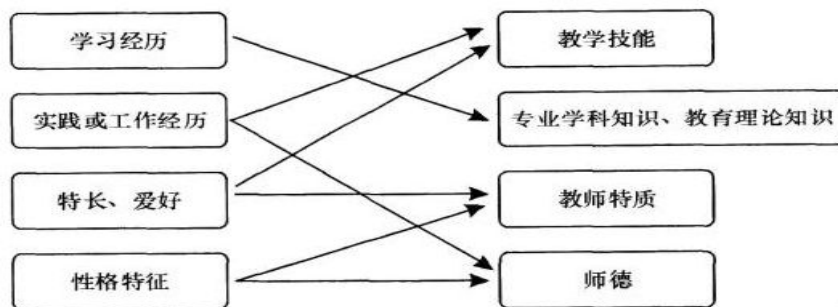 学习经历
教学技能
实践或工作经历
专业学科知识、教育理论知识
特长、爱好
教师特质
性格特征
师德